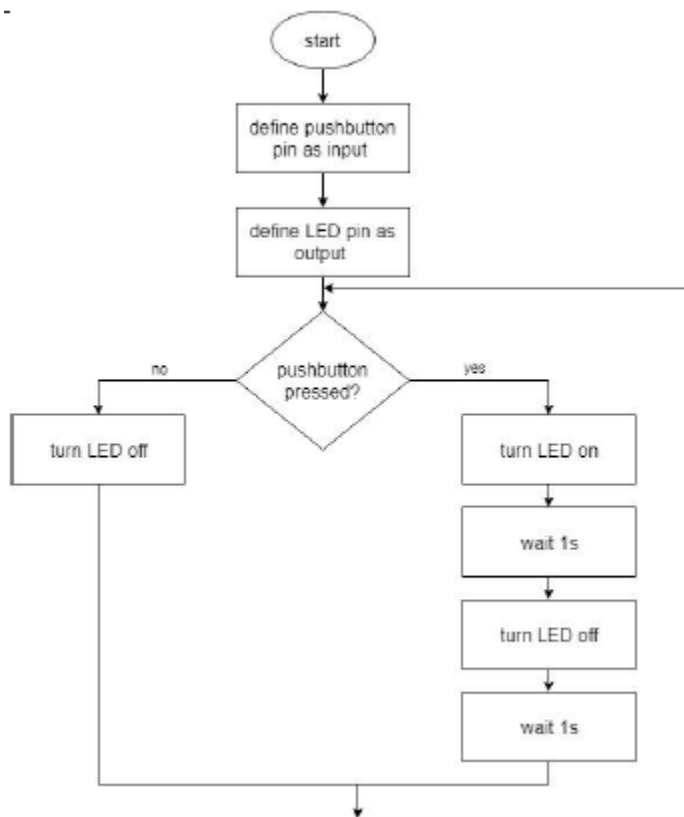 start
define pushbutton
pin as input
define LED pin as
output
pushbutton
pressed?
no
yes
turn LED off
turn LED on
wait 1s
turn LED off
wait 1s